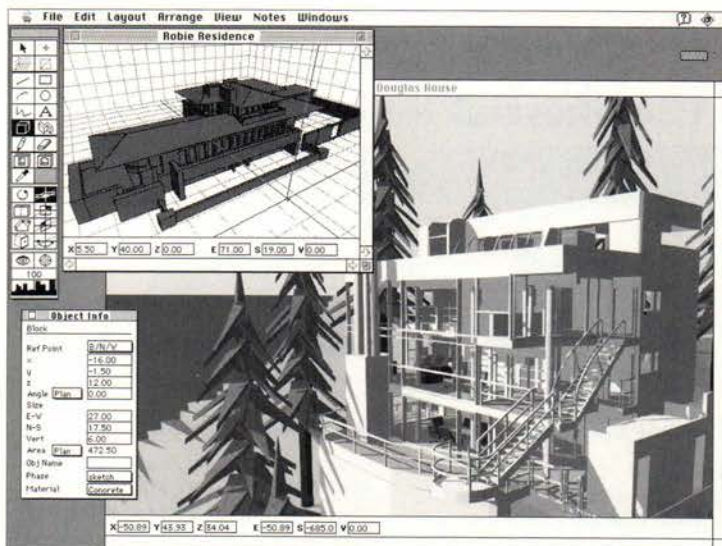 File Edit Layout Arrange View Notes Windows
Robie Residence
Douglas House
A
X 5.50 Y 40.00 Z 0.00 E 71.00 S 19.00 V 0.00
100
Object Info
Block
Ref Point B/N/W
x -16.00
y -1.50
z 12.00
Angle Plan 0.00
Size
E-W 27.00
N-S 17.50
Vert 6.00
Area Plan 472.50
Obj Name
Phase sketch
Material Concrete
X -50.89 Y 43.93 Z 34.04 E -50.89 S -685.0 V 0.00